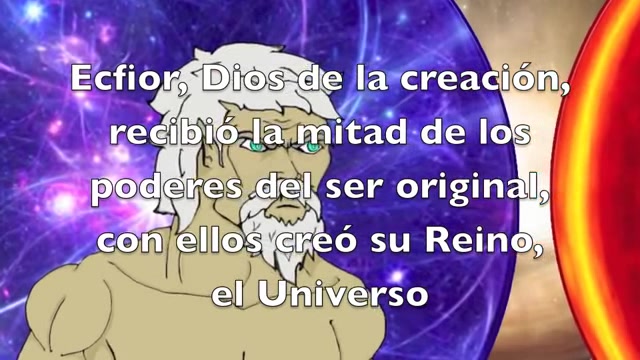 Ecfior, Dios de la creación,
recibió la mitad de los
poderes del ser original,
con ellos creó su Reino,
el Universo